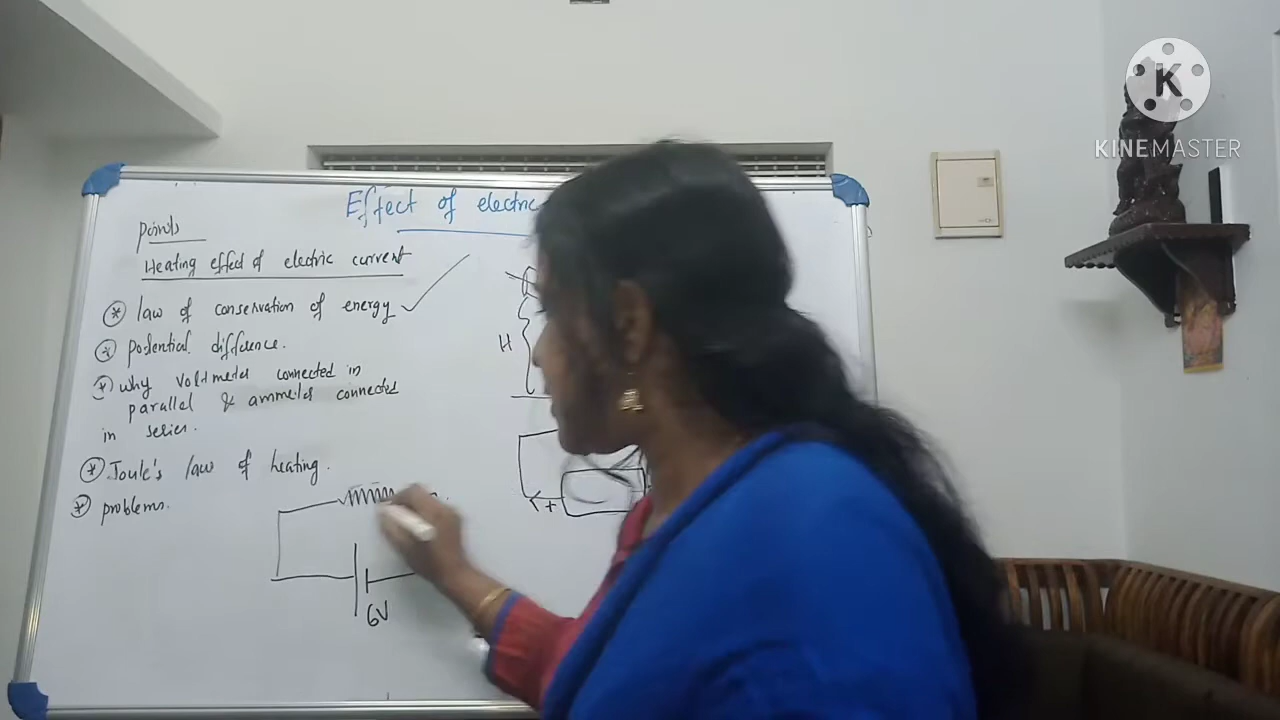 Effect of electric
Points
Heating effect of electric current
law of conservation of energy
potential difference.
why voltmeter connected in
parallel & ammeter connected
in series.
Joule's law of heating.
problems.
H
+
6V
K
KINEMASTER